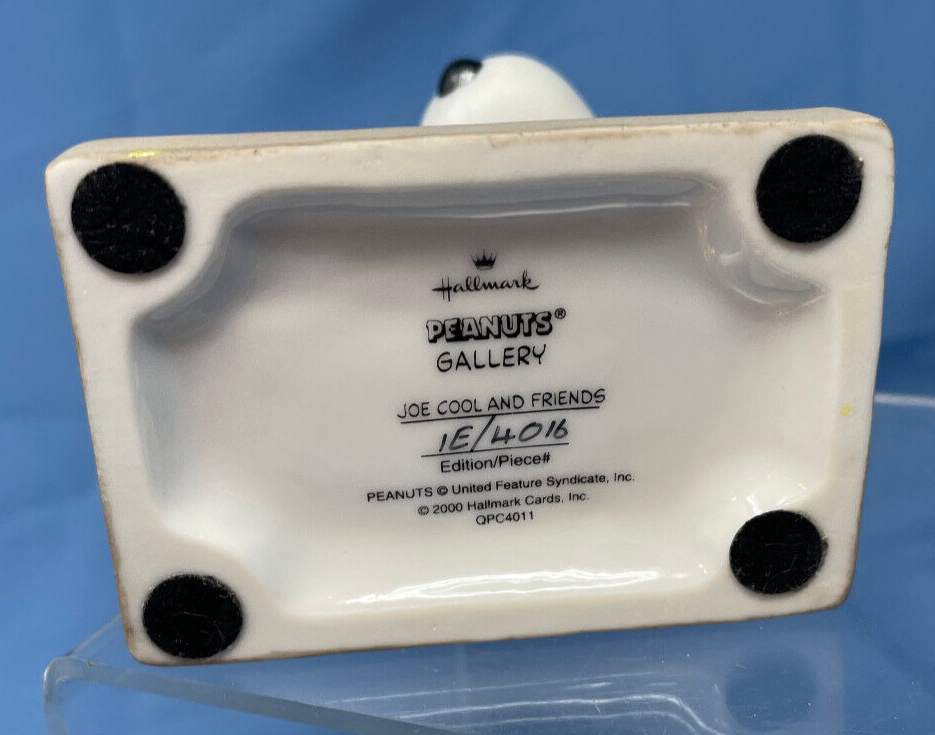 Hallmark
PEANUTS®
GALLERY
JOE COOL AND FRIENDS
1E/4016
Edition/Piece#
PEANUTS © United Feature Syndicate, Inc.
© 2000 Hallmark Cards, Inc.
QPC4011